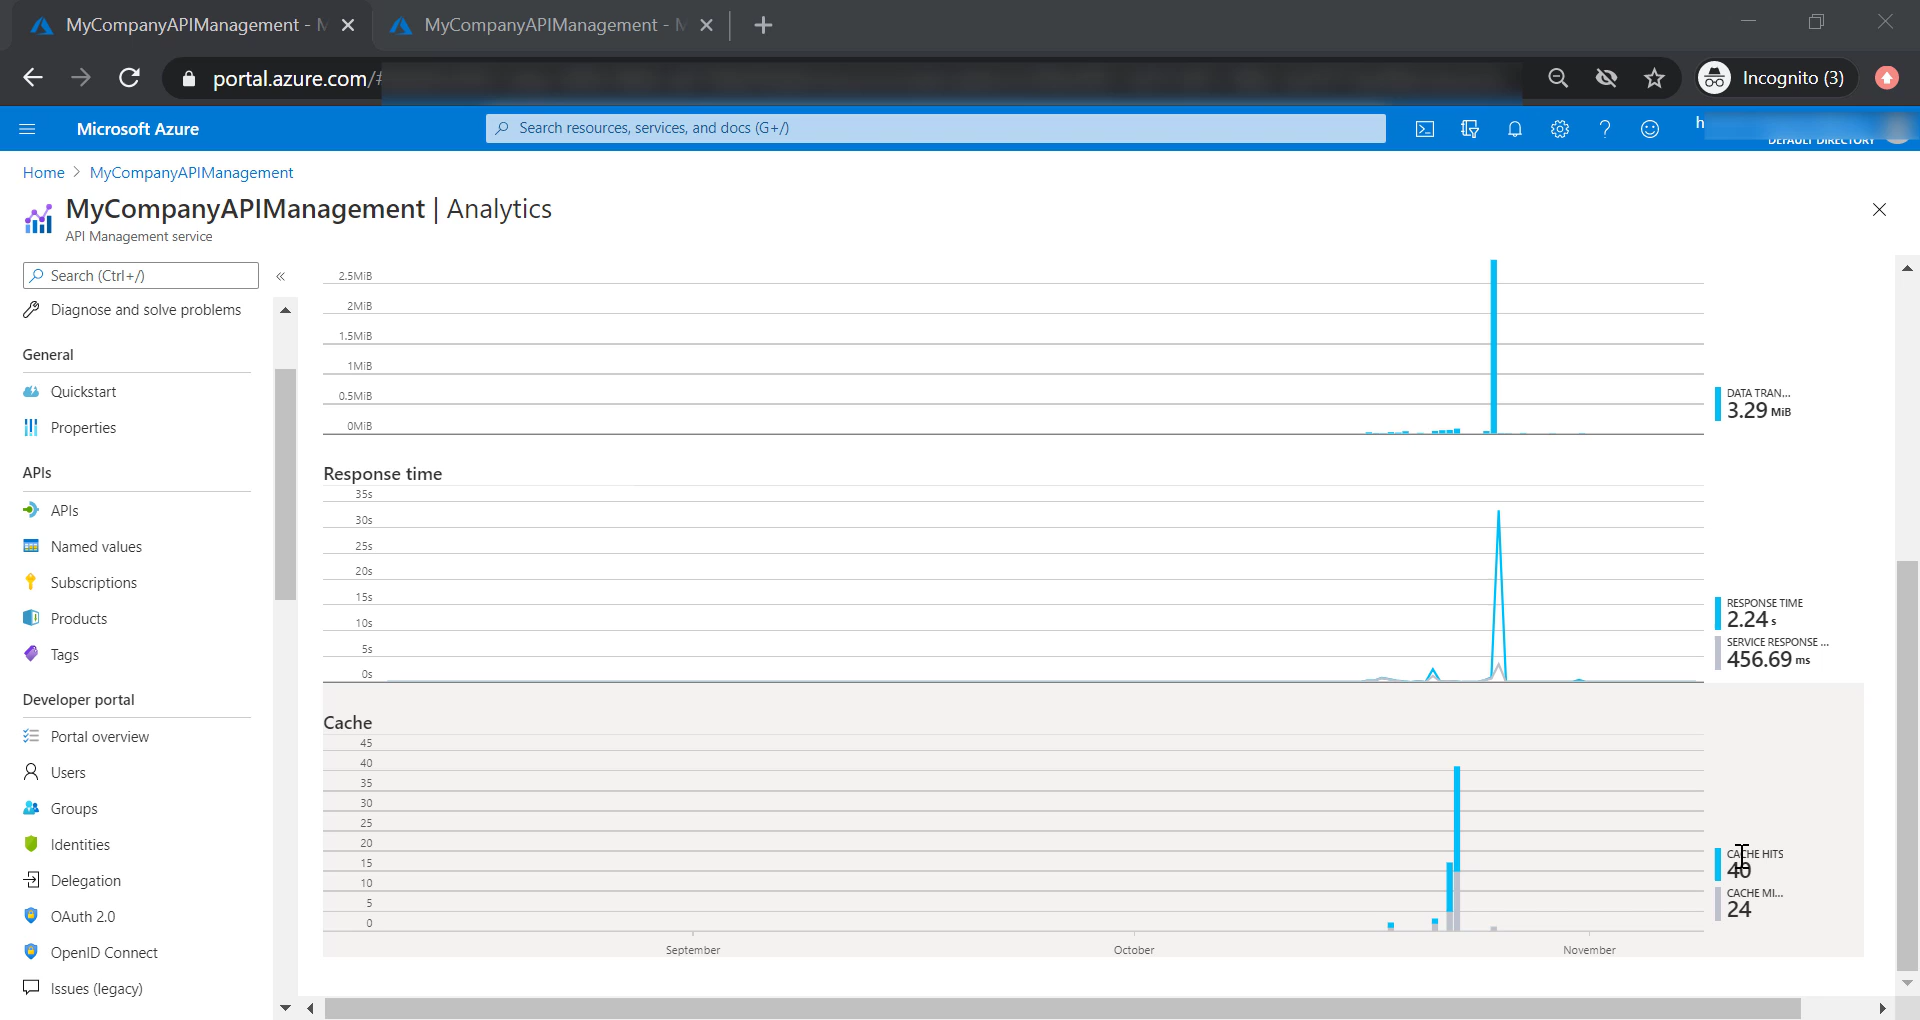 MyCompanyAPIManagement - M
MyCompanyAPIManagement - M
portal.azure.com/#
Incognito (3)
Microsoft Azure
Search resources, services, and docs (G+/)
h
DEFAULT DIRECTORY
Home > MyCompanyAPIManagement
MyCompanyAPIManagement | Analytics
API Management service
Search (Ctrl+/)
«
Diagnose and solve problems
General
Quickstart
Properties
APIs
APIs
Named values
Subscriptions
Products
Tags
Developer portal
Portal overview
Users
Groups
Identities
Delegation
OAuth 2.0
OpenID Connect
Issues (legacy)
2.5MiB
2MiB
1.5MiB
1MiB
0.5MiB
0MiB
DATA TRAN...
3.29 MiB
Response time
35s
30s
25s
20s
15s
10s
5s
0s
RESPONSE TIME
2.24 s
SERVICE RESPONSE ...
456.69 ms
Cache
45
40
35
30
25
20
15
10
5
0
September
October
November
CACHE HITS
40
CACHE MI...
24